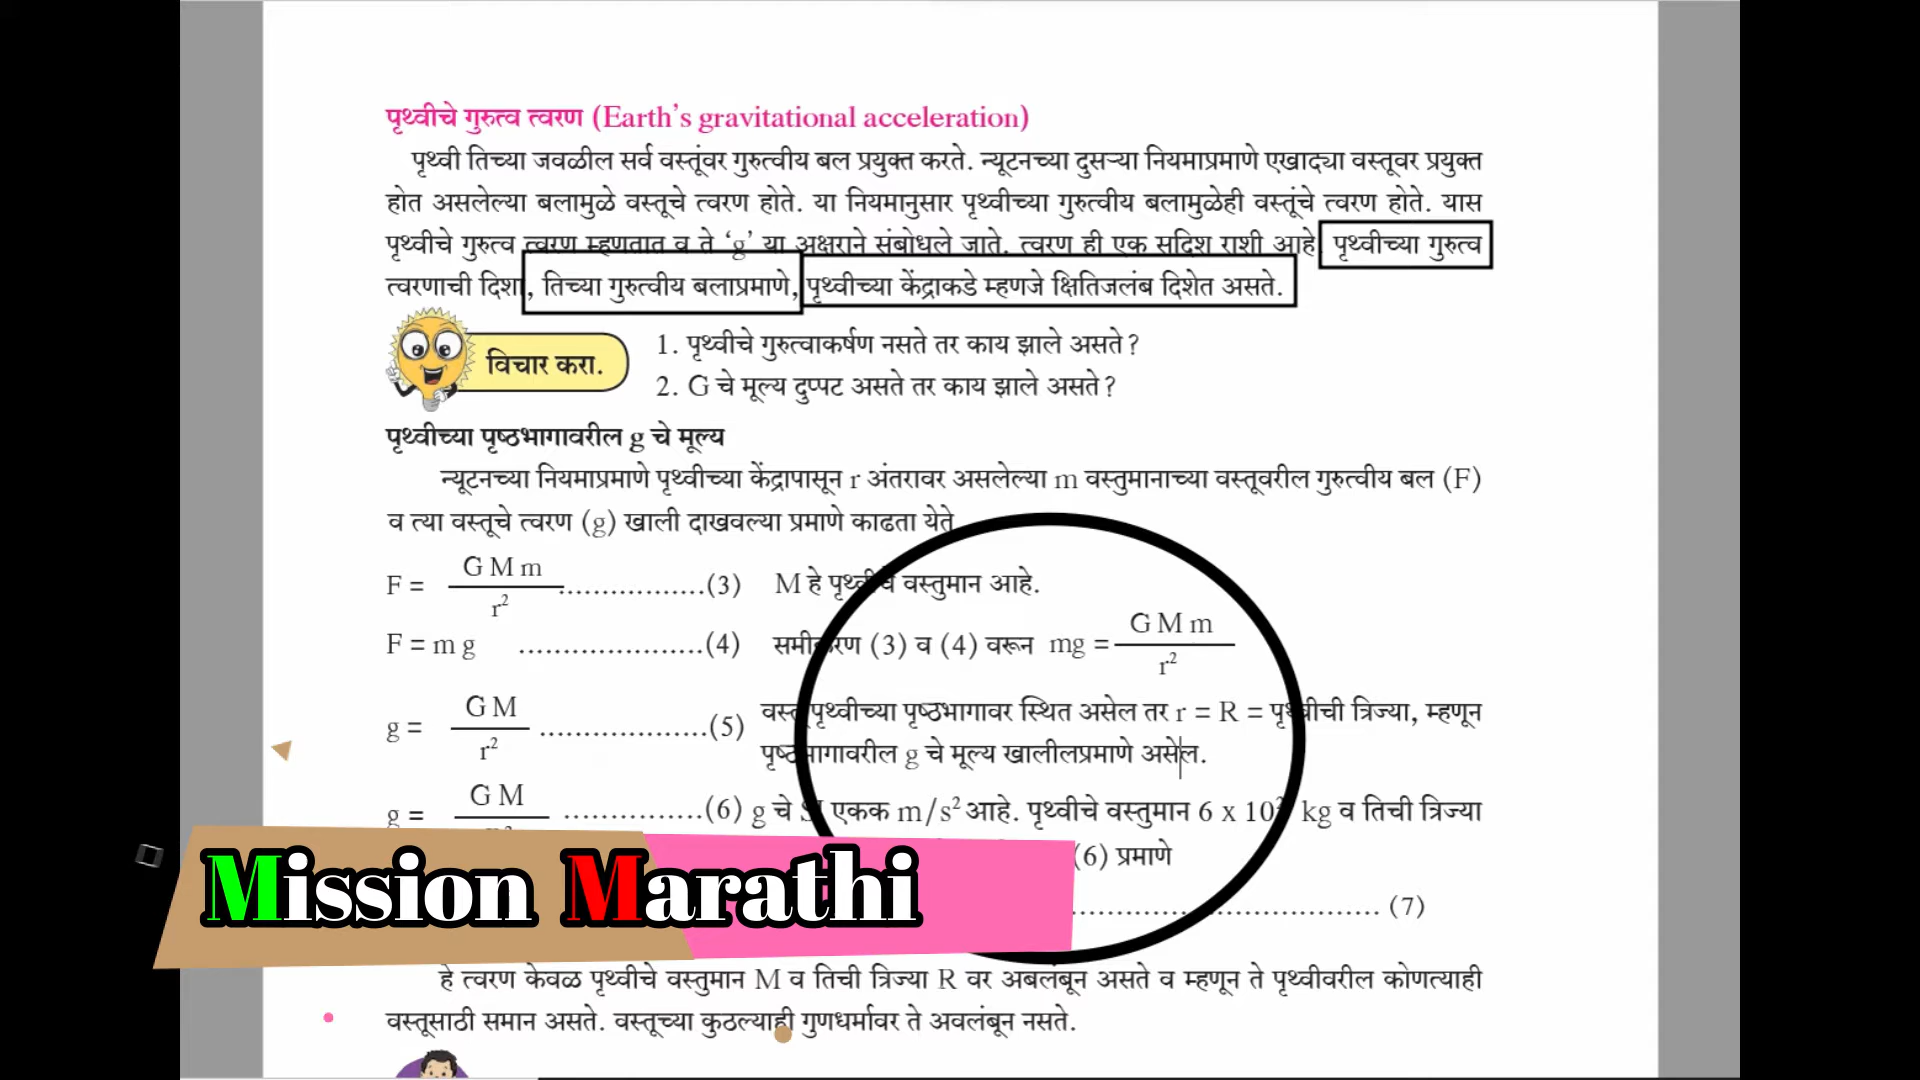 पृथ्वीचे गुरुत्व त्वरण (Earth's gravitational acceleration)
पृथ्वी तिच्या जवळील सर्व वस्तूंवर गुरुत्वीय बल प्रयुक्त करते. न्यूटनच्या दुसऱ्या नियमाप्रमाणे एखाद्या वस्तूवर प्रयुक्त
होत असलेल्या बलामुळे वस्तूचे त्वरण होते. या नियमानुसार पृथ्वीच्या गुरुत्वीय बलामुळेही वस्तूंचे त्वरण होते. यास
पृथ्वीचे गुरुत्व त्वरण म्हणतात व ते ‘g’ या अक्षराने संबोधले जाते. त्वरण ही एक सदिश राशी आहे पृथ्वीच्या गुरुत्व
त्वरणाची दिशा, तिच्या गुरुत्वीय बलाप्रमाणे, पृथ्वीच्या केंद्राकडे म्हणजे क्षितिजलंब दिशेत असते.
विचार करा.
1. पृथ्वीचे गुरुत्वाकर्षण नसते तर काय झाले असते?
2. G चे मूल्य दुप्पट असते तर काय झाले असते?
पृथ्वीच्या पृष्ठभागावरील g चे मूल्य
न्यूटनच्या नियमाप्रमाणे पृथ्वीच्या केंद्रापासून r अंतरावर असलेल्या m वस्तुमानाच्या वस्तूवरील गुरुत्वीय बल (F)
व त्या वस्तूचे त्वरण (g) खाली दाखवल्या प्रमाणे काढता येते
F = G M m / r² ................(3) M हे पृथ्वीचे वस्तुमान आहे.
F = m g .....................(4) समीकरण (3) व (4) वरून mg = G M m / r²
g = G M / r² ...................(5) वस्तू पृथ्वीच्या पृष्ठभागावर स्थित असेल तर r = R = पृथ्वीची त्रिज्या, म्हणून
पृष्ठभागावरील g चे मूल्य खालीलप्रमाणे असेल.
g = G M ................(6) g चे SI एकक m/s² आहे. पृथ्वीचे वस्तुमान 6 x 10 kg व तिची त्रिज्या
(6) प्रमाणे
Mission Marathi
................................... (7)
हे त्वरण केवळ पृथ्वीचे वस्तुमान M व तिची त्रिज्या R वर अबलंबून असते व म्हणून ते पृथ्वीवरील कोणत्याही
वस्तूसाठी समान असते. वस्तूच्या कुठल्याही गुणधर्मावर ते अवलंबून नसते.